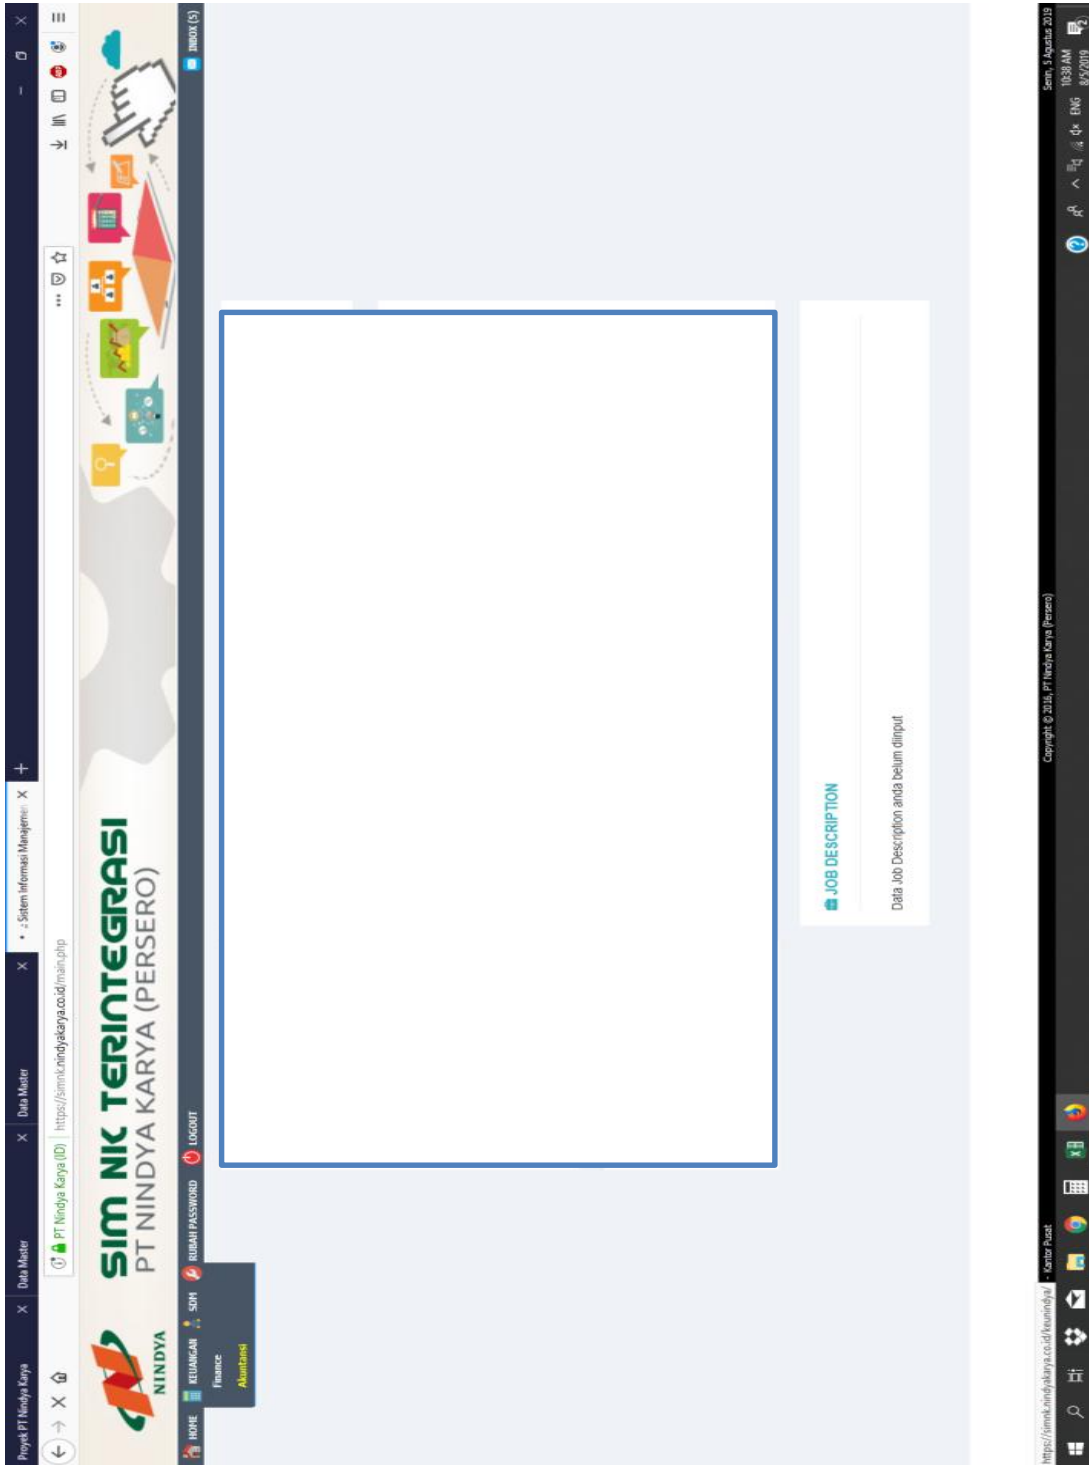 Proyek PT Nindya Karya X Data Master X Data Master X Sistem Informasi Manajemen X +
PT Nindya Karya (ID) https://simnk.nindyakarya.co.id/main.php
NINDYA
SIM NK TERINTEGRASI
PT NINDYA KARYA (PERSERO)
HOME KEUANGAN SDM RUBAH PASSWORD LOGOUT INBOX (5)
Finance
Akuntansi
JOB DESCRIPTION
Data Job Description anda belum diinput
https://simnk.nindyakarya.co.id/keunindya/ - Kantor Pusat Copyright © 2016, PT Nindya Karya (Persero) Senin, 5 Agustus 2019
ENG 10:38 AM
8/5/2019 2